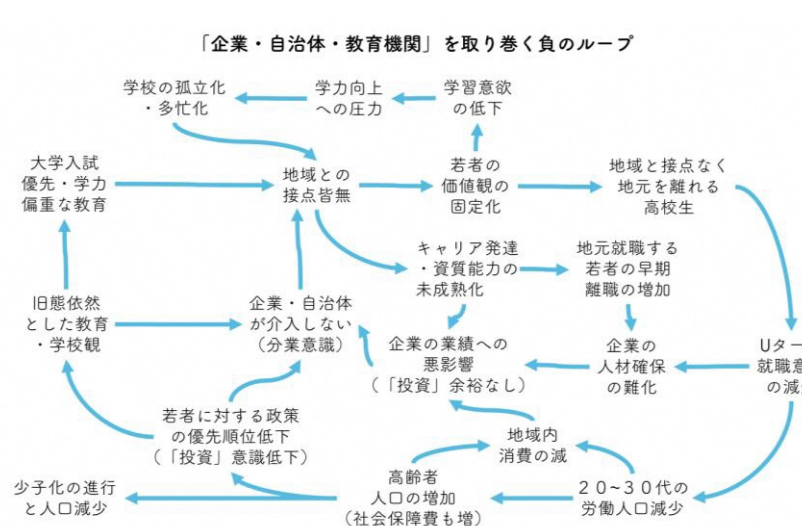 「企業・自治体・教育機関」を取り巻く負のループ
学校の孤立化
・多忙化
学力向上
への圧力
学習意欲
の低下
大学入試
優先・学力
偏重な教育
地域との
接点皆無
若者の
価値観の
固定化
地域と接点なく
地元を離れる
高校生
キャリア発達
・資質能力の
未成熟化
地元就職する
若者の早期
離職の増加
旧態依然
とした教育
・学校観
企業・自治体
が介入しない
（分業意識）
企業の業績への
悪影響
（「投資」余裕なし）
企業の
人材確保
の難化
Uター
就職意
の減
若者に対する政策
の優先順位低下
（「投資」意識低下）
地域内
消費の減
少子化の進行
と人口減少
高齢者
人口の増加
（社会保障費も増）
２０~３０代の
労働人口減少